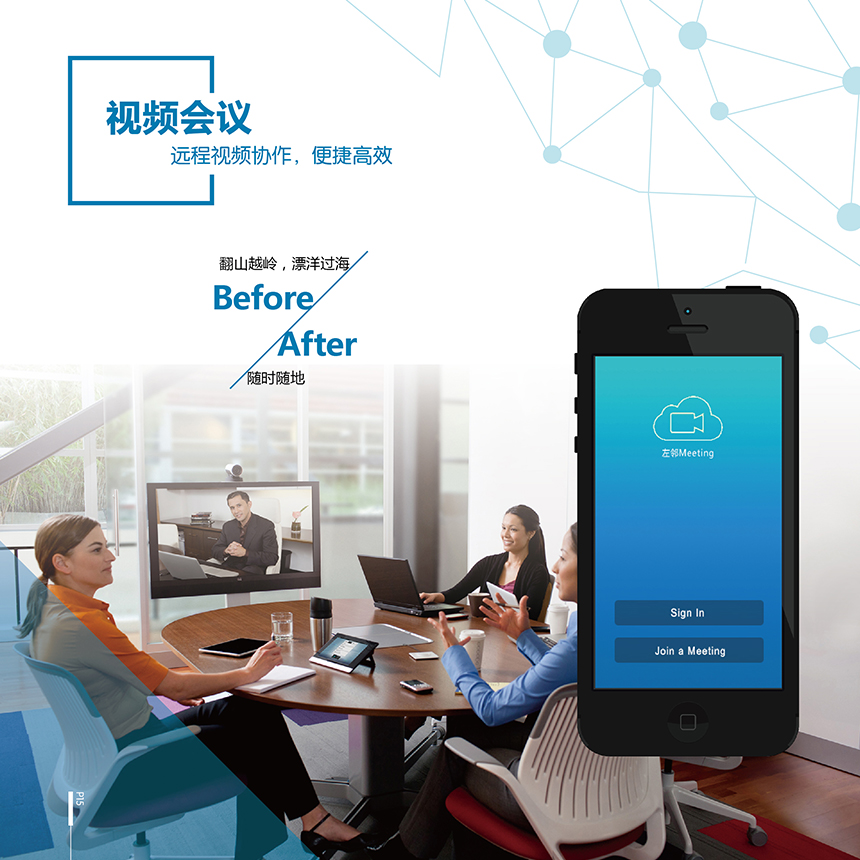 视频会议
远程视频协作，便捷高效
翻山越岭，漂洋过海
Before
After
随时随地
左邻Meeting
Sign In
Join a Meeting
P15